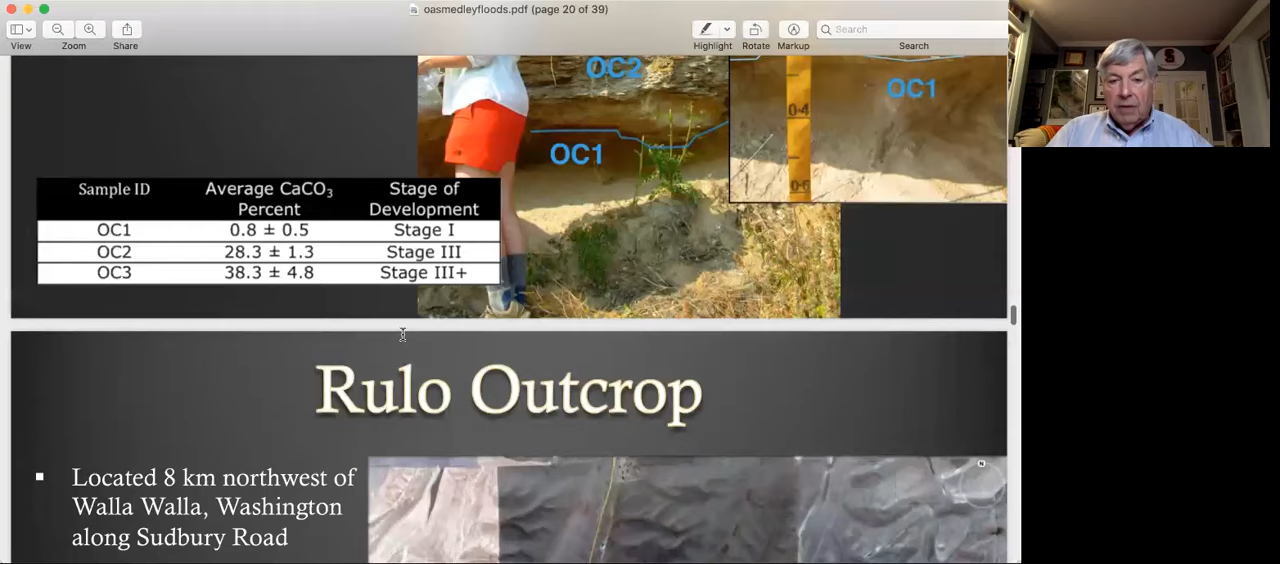 oasmedleyfloods.pdf (page 20 of 39)
View Zoom Share Highlight Rotate Markup Search
Search
OC2
OC1
OC1
0.4
Sample ID Average CaCO₃ Percent Stage of Development
OC1 0.8 ± 0.5 Stage I
OC2 28.3 ± 1.3 Stage III
OC3 38.3 ± 4.8 Stage III+
Rulo Outcrop
▪ Located 8 km northwest of
Walla Walla, Washington
along Sudbury Road